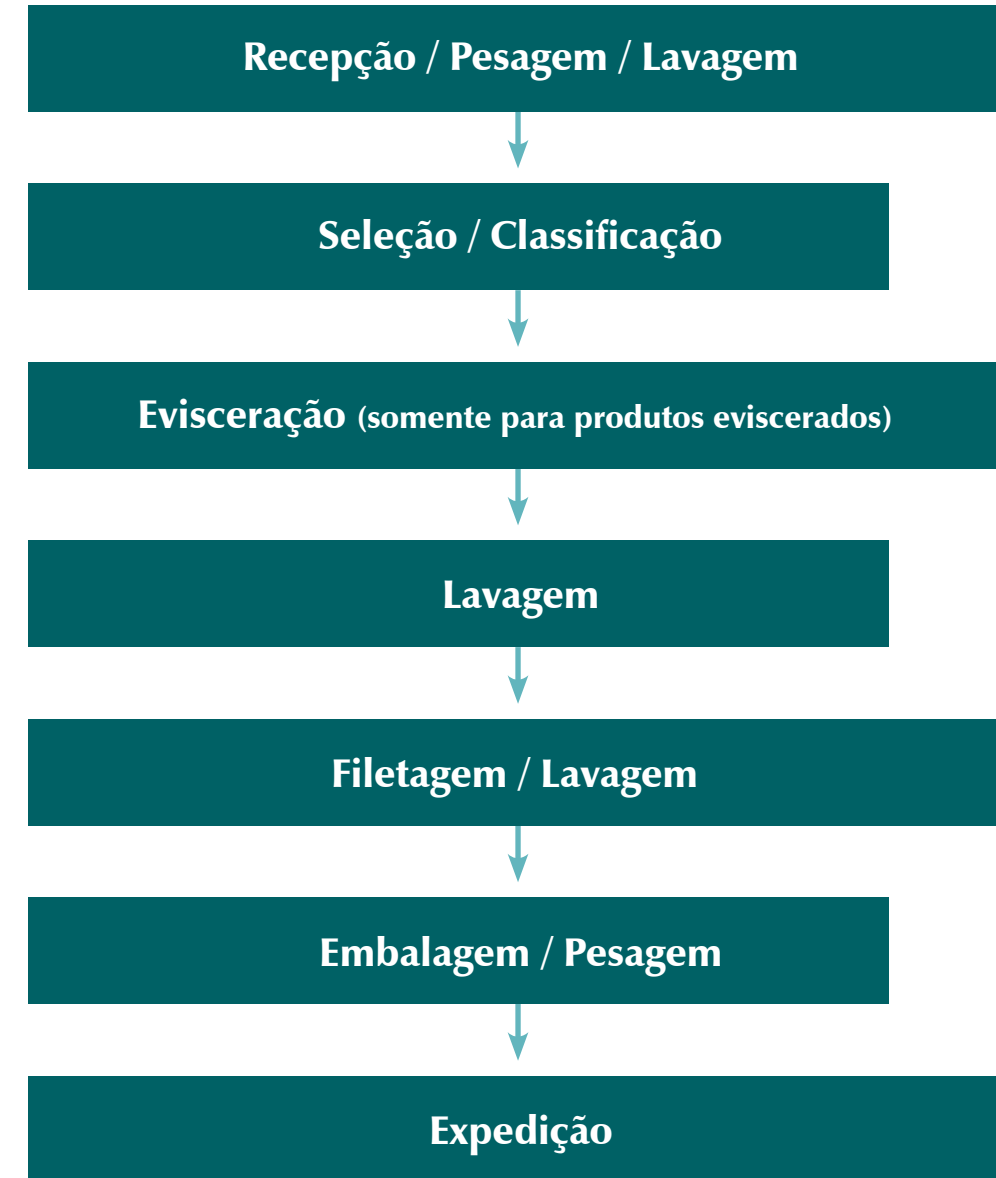 Recepção / Pesagem / Lavagem
Seleção / Classificação
Evisceração (somente para produtos eviscerados)
Lavagem
Filetagem / Lavagem
Embalagem / Pesagem
Expedição